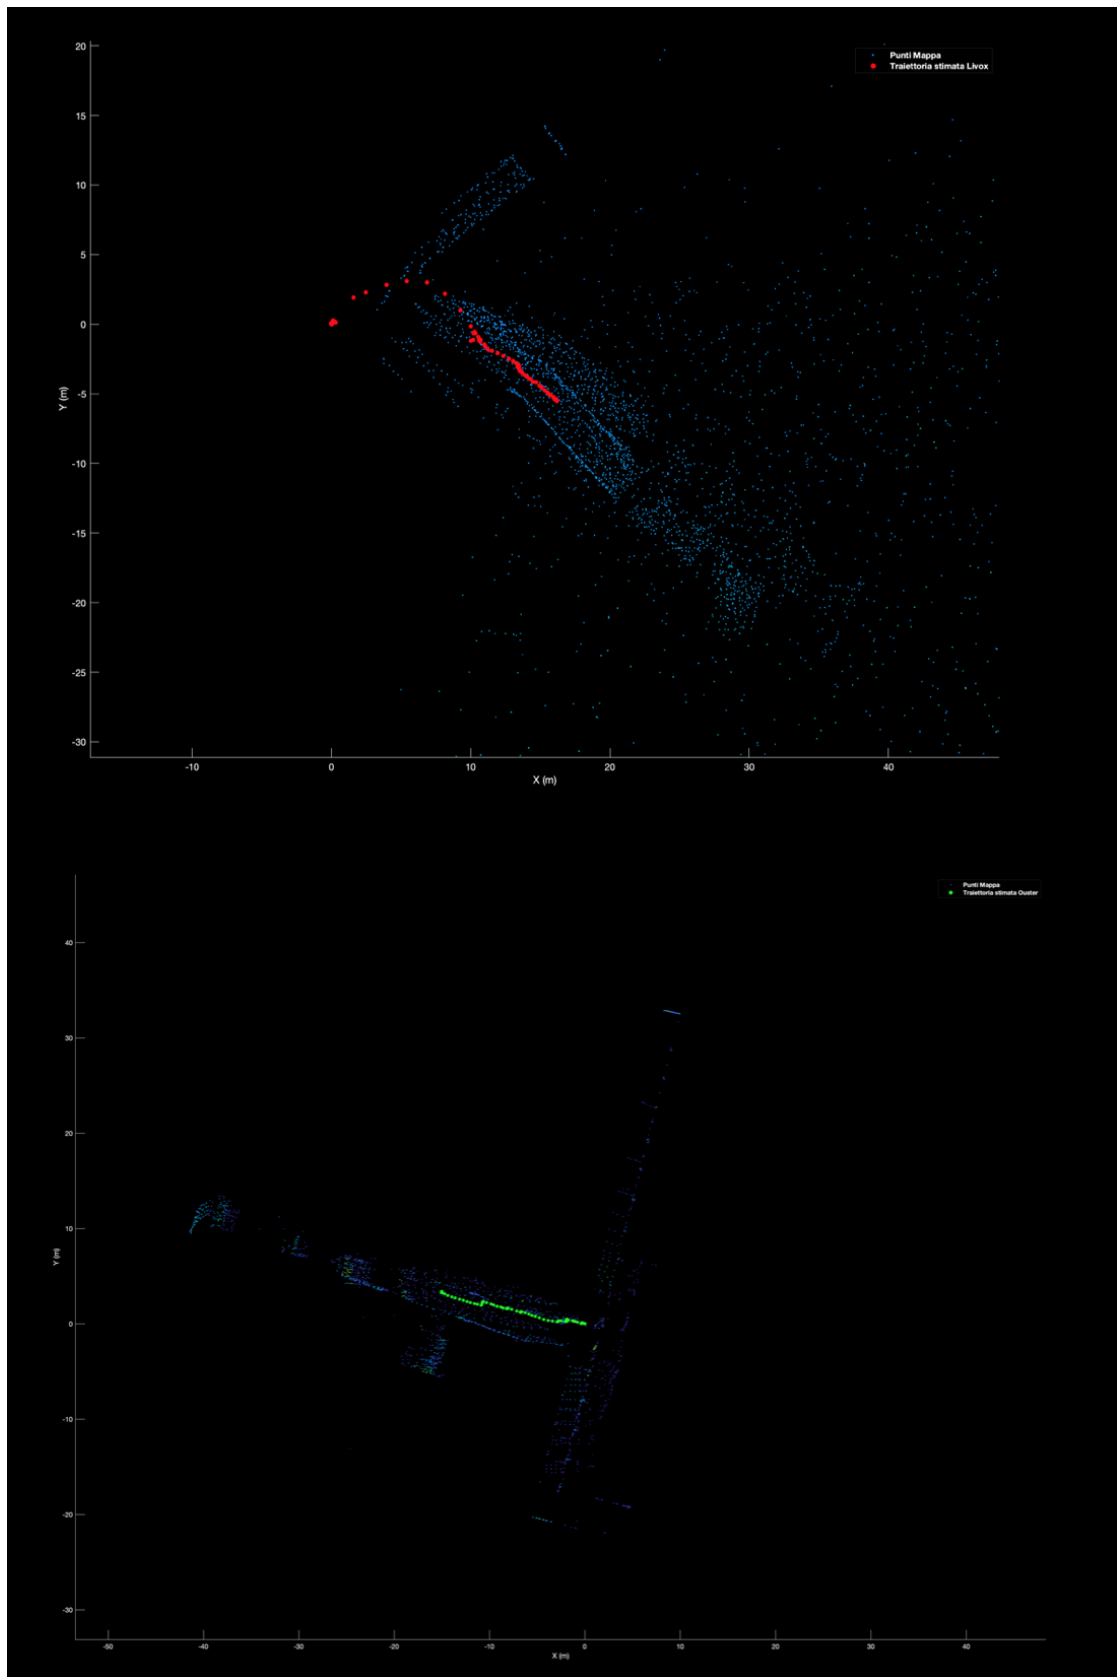 20
Punti Mappa
Traiettoria stimata Livox
15
10
5
0
-5
Y (m)
-10
-15
-20
-25
-30
-10 0 10 20 30 40
X (m)
Punti Mappa
Traiettoria stimata Ouster
40
30
20
10
Y (m)
0
-10
-20
-30
-50 -40 -30 -20 -10 0 10 20 30 40
X (m)